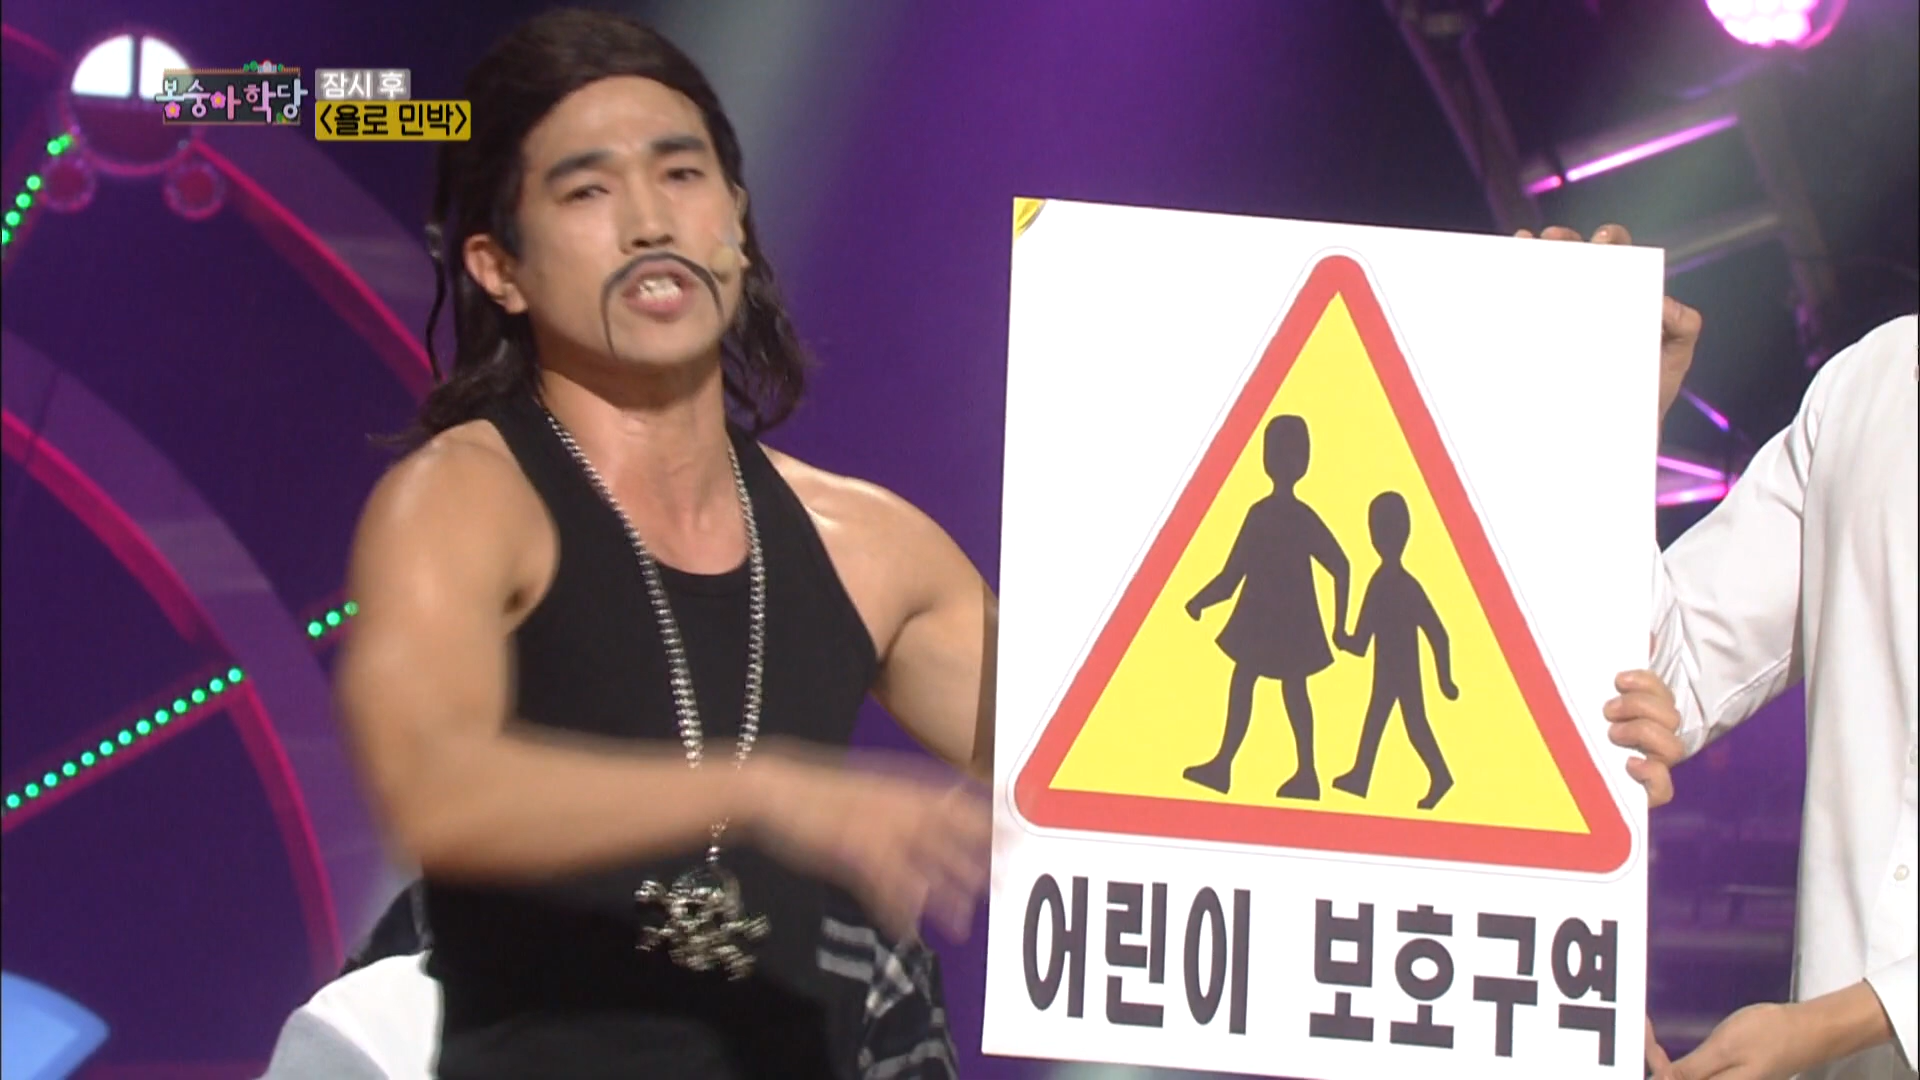 봉숭아학당
잠시 후
<욜로 민박>
어린이 보호구역